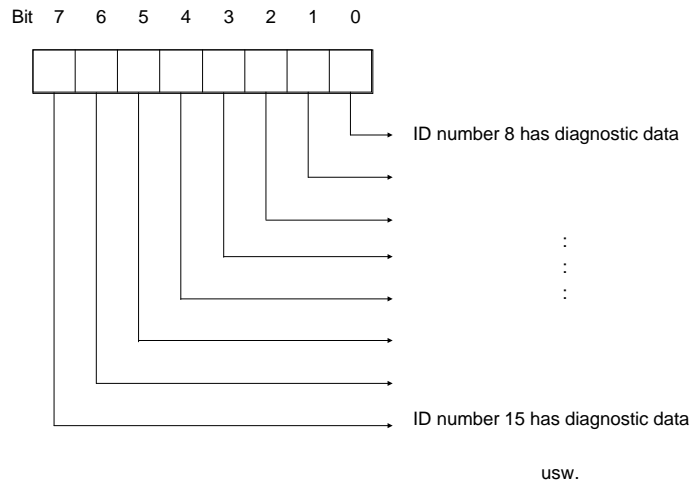 Bit 7 6 5 4 3 2 1 0
ID number 8 has diagnostic data
:
:
:
ID number 15 has diagnostic data
usw.